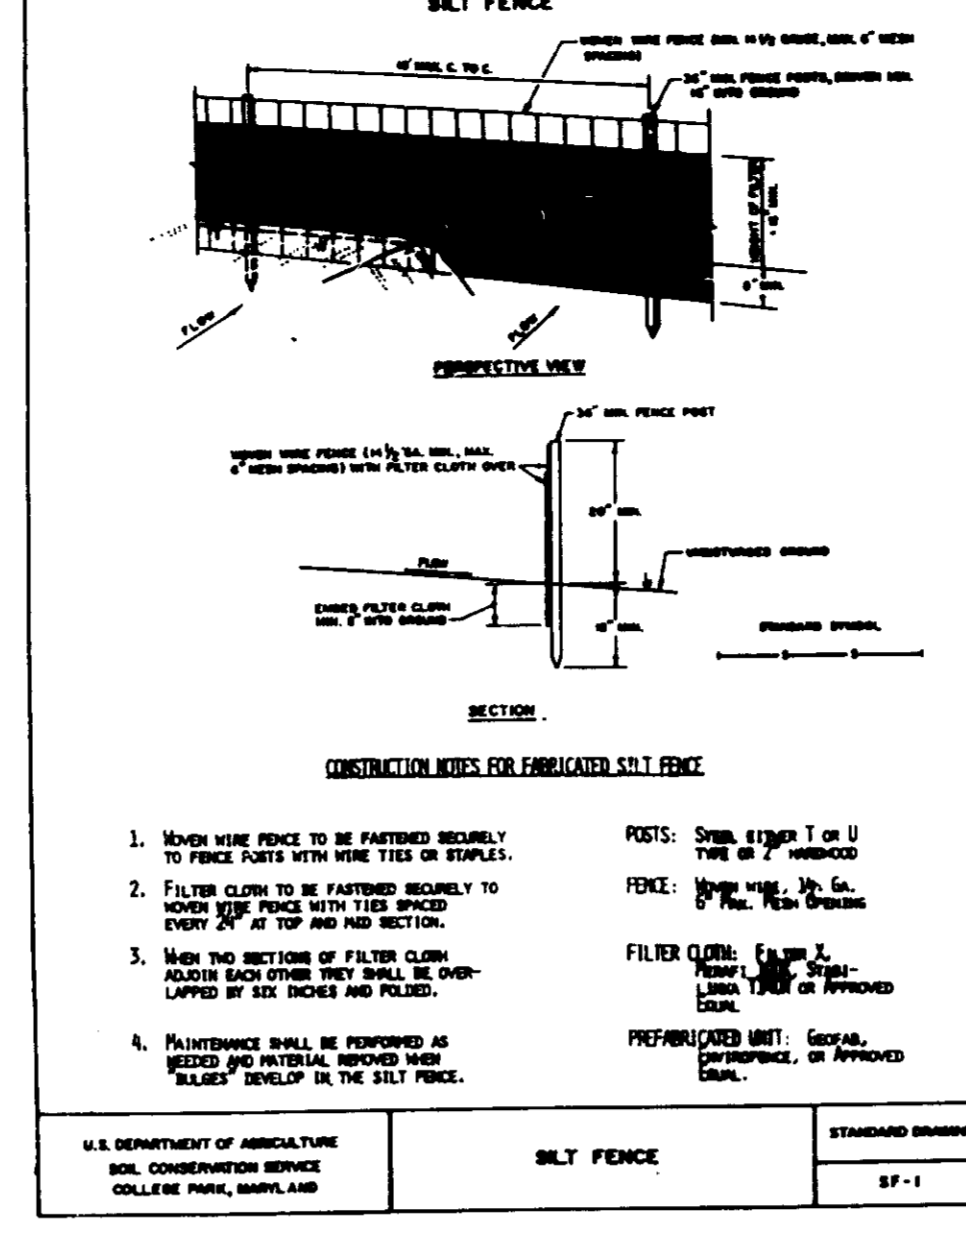 SILT FENCE
WOVEN WIRE FENCE (MIN. 14 1/2 GAUGE, MAX. 6" MESH
SPACING)
10' MAX. C. TO C.
36" MIN. FENCE POSTS, DRIVEN MIN.
16" INTO GROUND
HEIGHT OF FILTER
MIN.
8" MIN.
FLOW
FLOW
PERSPECTIVE VIEW
36" MIN. FENCE POST
WOVEN WIRE FENCE (14 1/2 GA. MIN., MAX.
6" MESH SPACING) WITH FILTER CLOTH OVER
20" MIN.
FLOW
UNDISTURBED GROUND
EMBED FILTER CLOTH
MIN. 8" INTO GROUND
16" MIN.
STANDARD SYMBOL
S S
SECTION
CONSTRUCTION NOTES FOR FABRICATED SILT FENCE
1. WOVEN WIRE FENCE TO BE FASTENED SECURELY
TO FENCE POSTS WITH WIRE TIES OR STAPLES.
2. FILTER CLOTH TO BE FASTENED SECURELY TO
WOVEN WIRE FENCE WITH TIES SPACED
EVERY 24" AT TOP AND MID SECTION.
3. WHEN TWO SECTIONS OF FILTER CLOTH
ADJOIN EACH OTHER THEY SHALL BE OVER-
LAPPED BY SIX INCHES AND FOLDED.
4. MAINTENANCE SHALL BE PERFORMED AS
NEEDED AND MATERIAL REMOVED WHEN
"BULGES" DEVELOP IN THE SILT FENCE.
POSTS: STEEL EITHER T OR U
TYPE OR 2" HARDWOOD
FENCE: WOVEN WIRE, GA.
6" MAX. MESH OPENING
FILTER CLOTH: FILTER X,
MIRAFI STABI-
LINKA OR APPROVED
EQUAL
PREFABRICATED UNIT: GEOFAB,
ENVIROFENCE, OR APPROVED
EQUAL.
U.S. DEPARTMENT OF AGRICULTURE
SOIL CONSERVATION SERVICE
COLLEGE PARK, MARYLAND
SILT FENCE
STANDARD DRAWING
SF-1